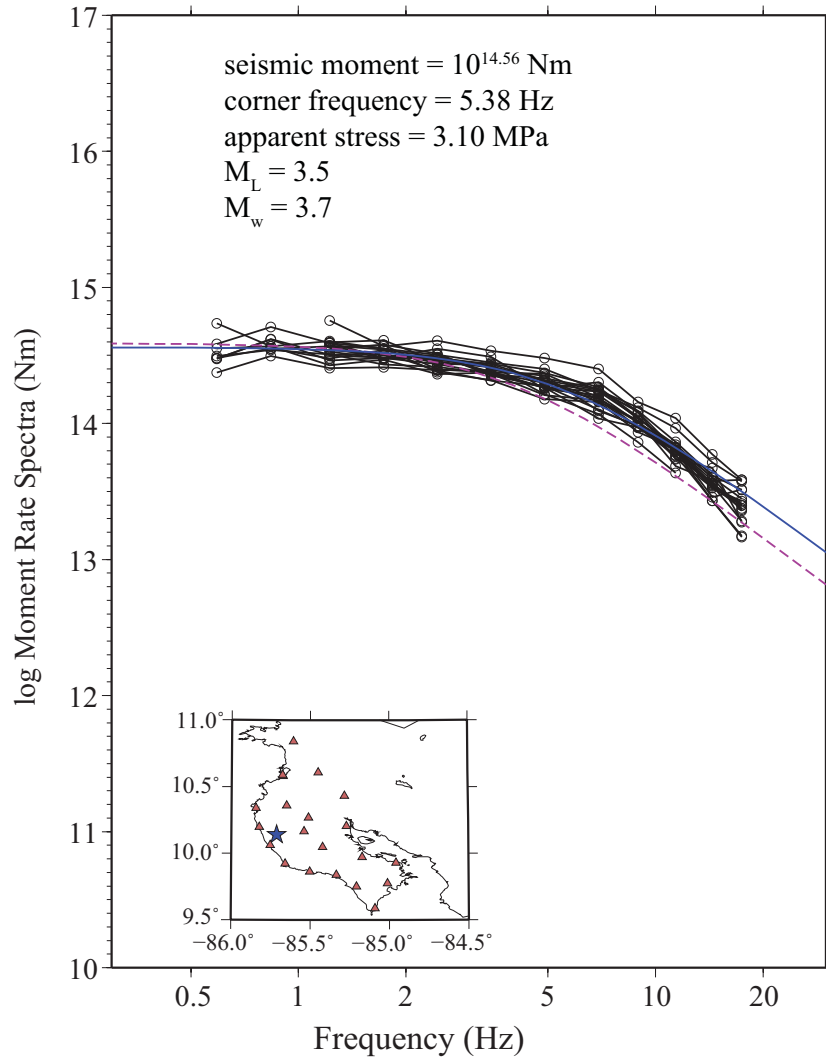 seismic moment = 10^14.56 Nm
corner frequency = 5.38 Hz
apparent stress = 3.10 MPa
M_L = 3.5
M_w = 3.7
log Moment Rate Spectra (Nm)
17
16
15
14
13
12
11
10
11.0°
10.5°
10.0°
9.5°
−86.0° −85.5° −85.0° −84.5°
0.5 1 2 5 10 20
Frequency (Hz)